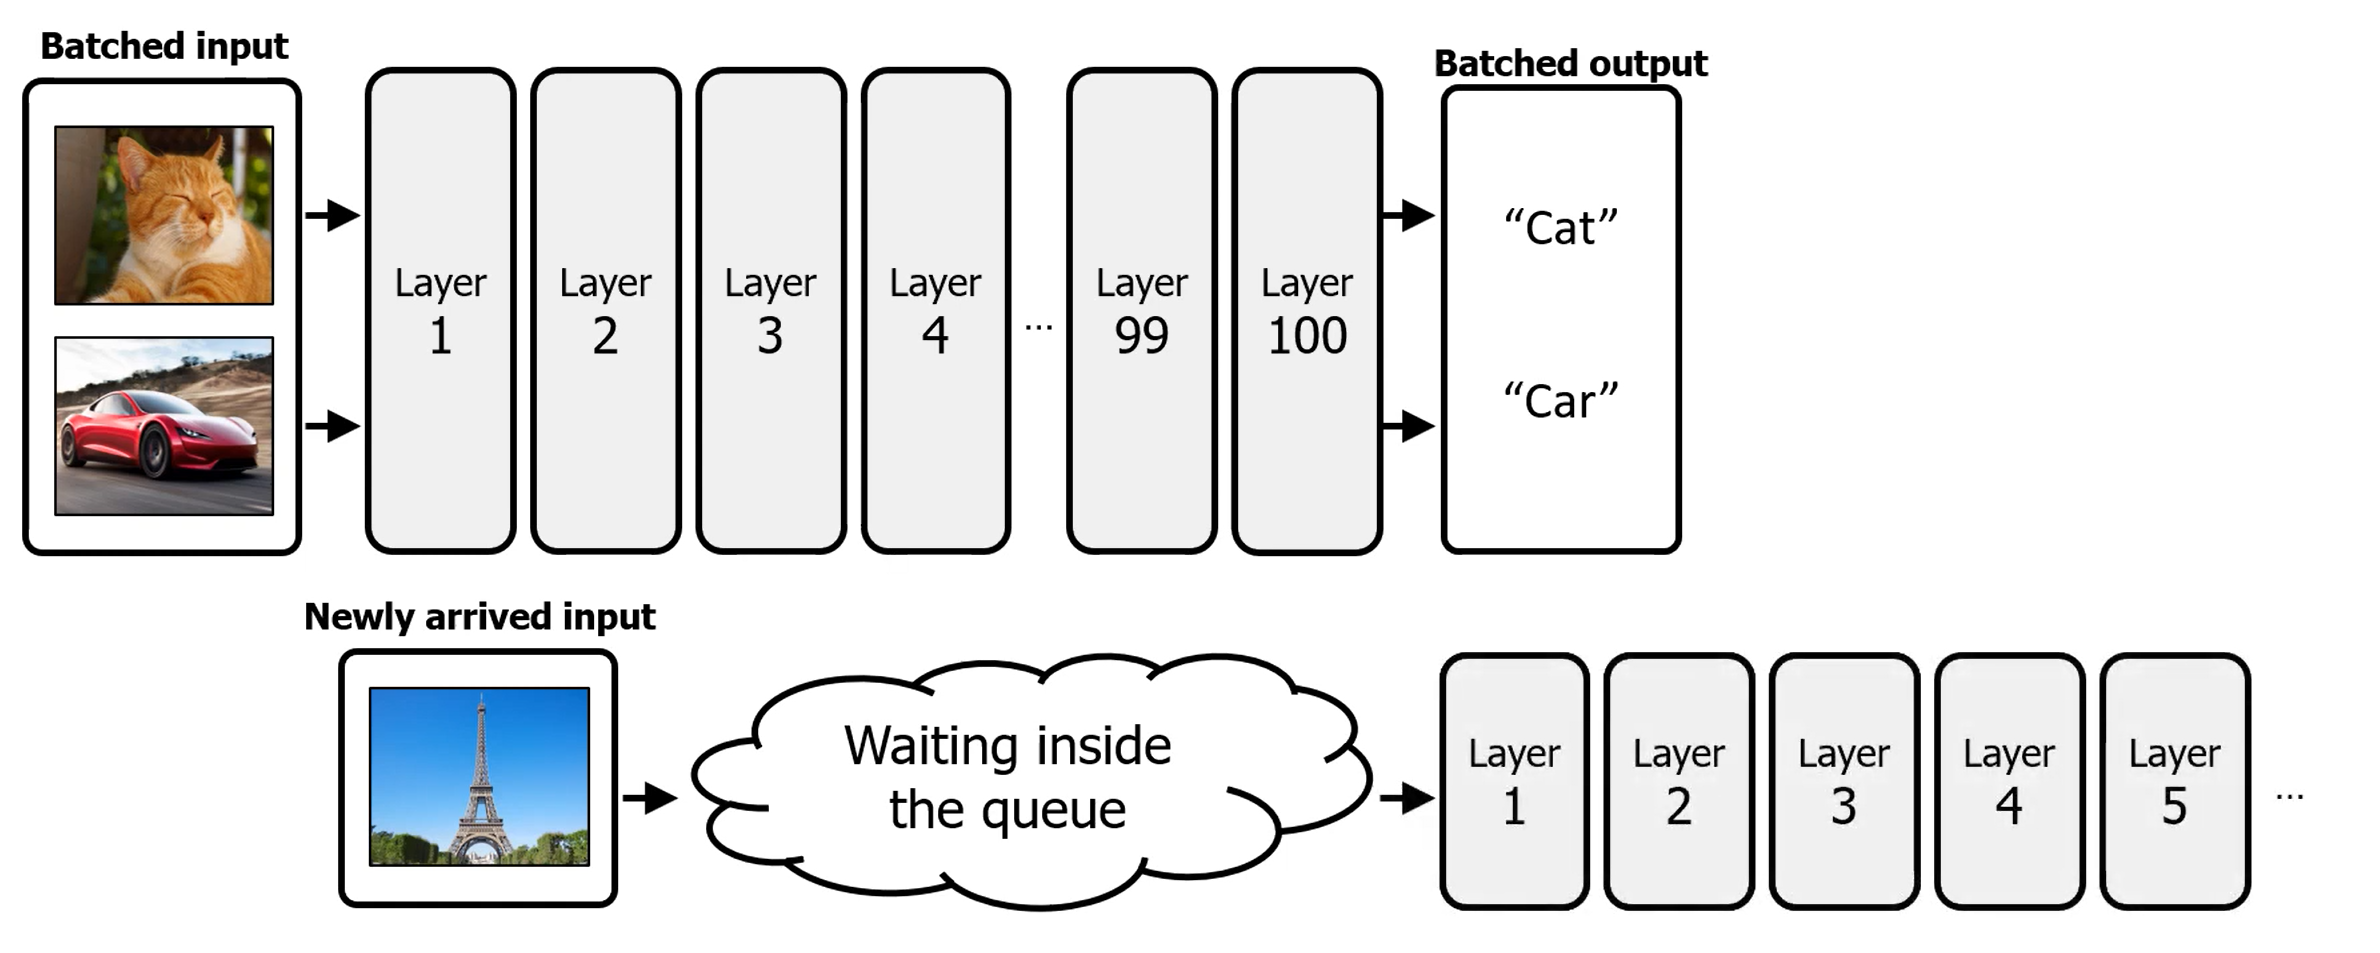 Batched input
Batched output
Layer
1
Layer
2
Layer
3
Layer
4
...
Layer
99
Layer
100
“Cat”
“Car”
Newly arrived input
Waiting inside
the queue
Layer
1
Layer
2
Layer
3
Layer
4
Layer
5
...